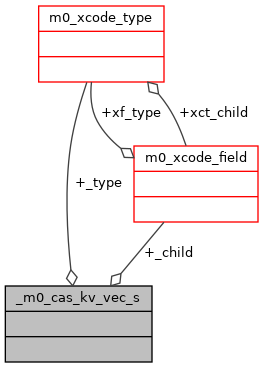 m0_xcode_type
+xf_type
+xct_child
+_type
m0_xcode_field
+_child
_m0_cas_kv_vec_s